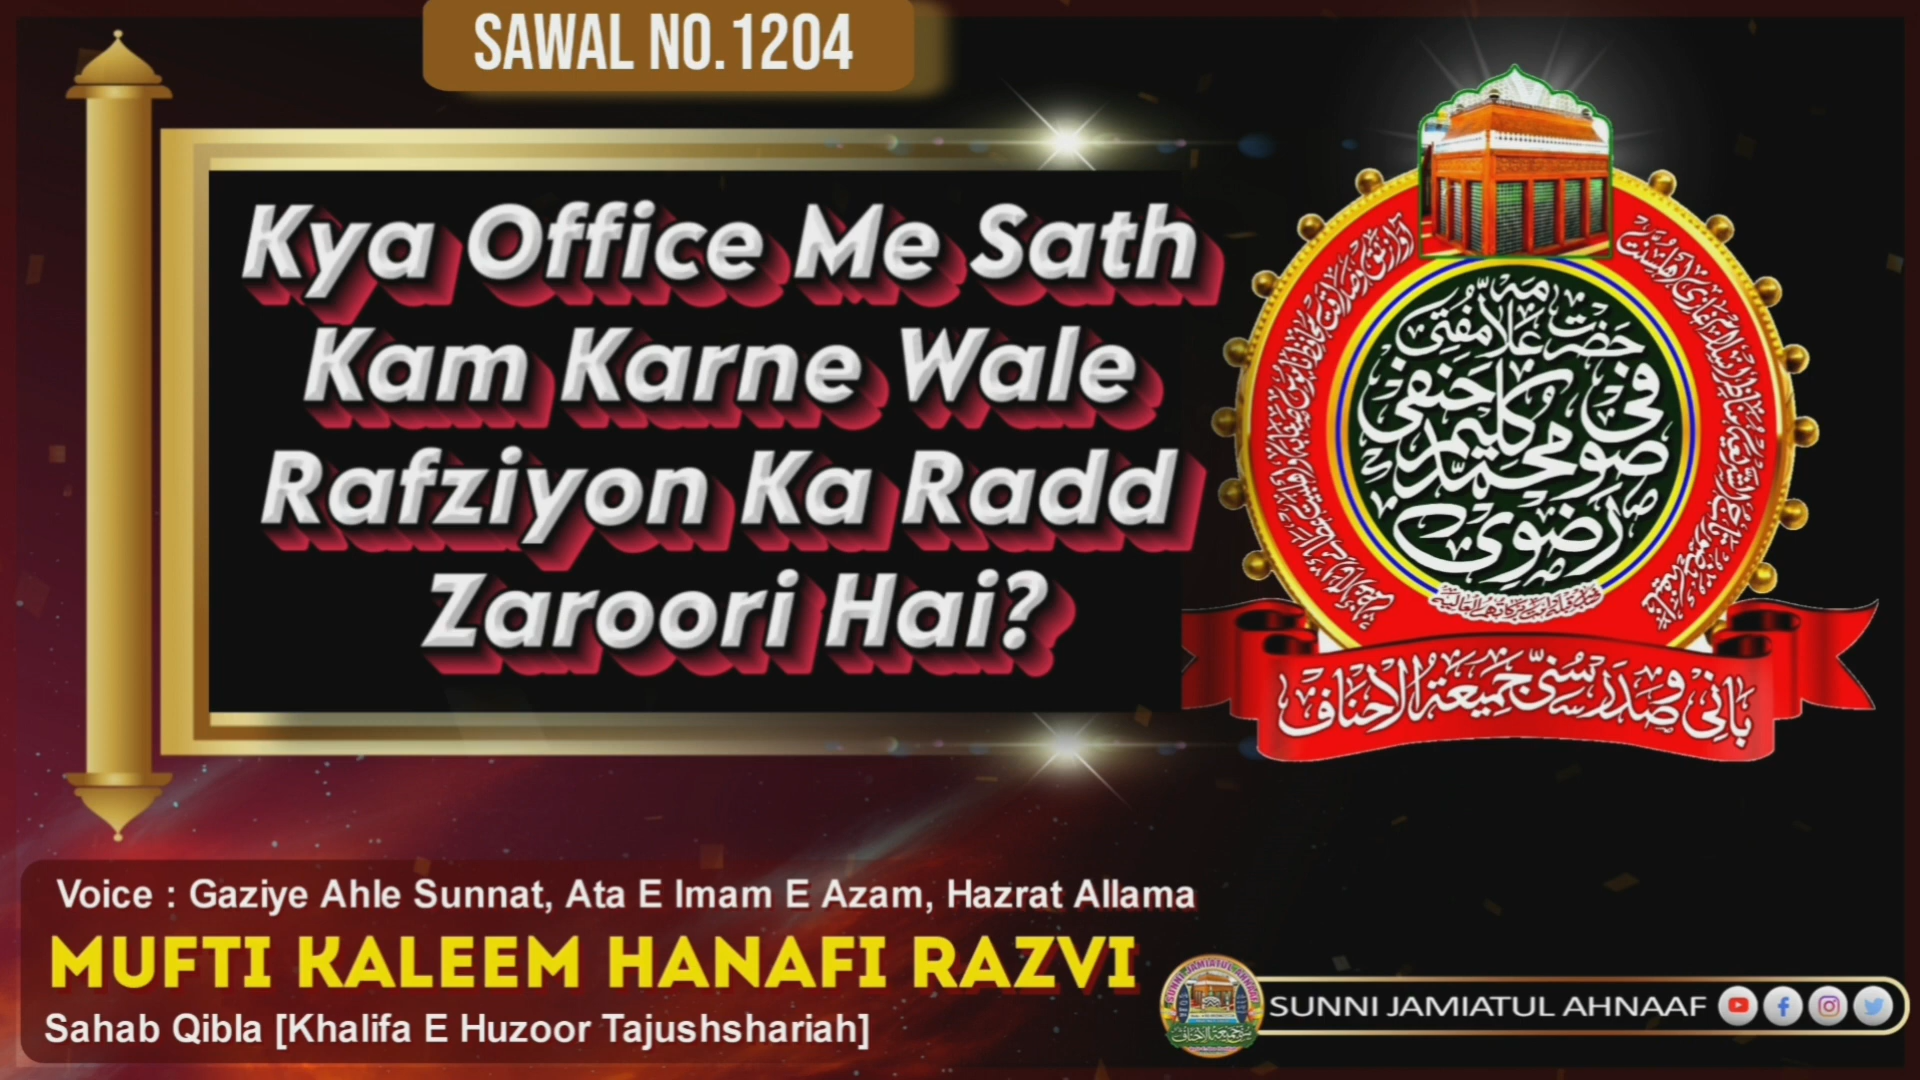 SAWAL NO.1204
Kya Office Me Sath
Kam Karne Wale
Rafziyon Ka Radd
Zaroori Hai?
حضرت علامہ مفتی
صوفی کلیم حنفی
محمد
رضوی
بانی و صدر سنی جمیعۃ الاحناف
Voice : Gaziye Ahle Sunnat, Ata E Imam E Azam, Hazrat Allama
MUFTI KALEEM HANAFI RAZVI
Sahab Qibla [Khalifa E Huzoor Tajushshariah]
SUNNI JAMIATUL AHNAAF